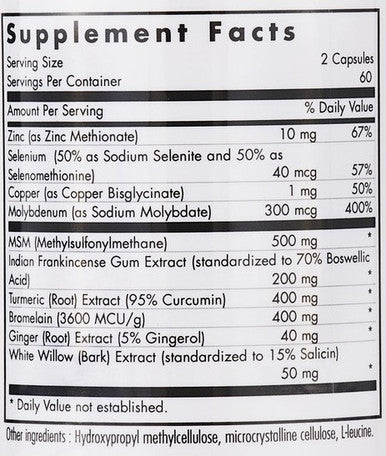 Supplement Facts
Serving Size 2 Capsules
Servings Per Container 60
Amount Per Serving % Daily Value
Zinc (as Zinc Methionate) 10 mg 67%
Selenium (50% as Sodium Selenite and 50% as
Selenomethionine) 40 mcg 57%
Copper (as Copper Bisglycinate) 1 mg 50%
Molybdenum (as Sodium Molybdate) 300 mcg 400%
MSM (Methylsulfonylmethane) 500 mg *
Indian Frankincense Gum Extract (standardized to 70% Boswellic
Acid) 200 mg *
Turmeric (Root) Extract (95% Curcumin) 400 mg *
Bromelain (3600 MCU/g) 400 mg *
Ginger (Root) Extract (5% Gingerol) 40 mg *
White Willow (Bark) Extract (standardized to 15% Salicin)
50 mg *
* Daily Value not established.
Other ingredients : Hydroxypropyl methylcellulose, microcrystalline cellulose, L-leucine.